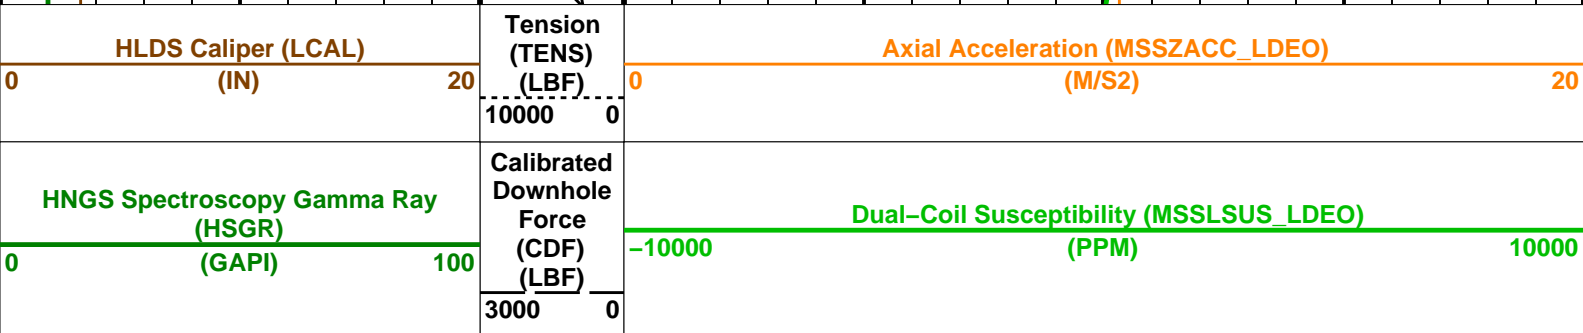 HLDS Caliper (LCAL)
0 (IN) 20
Tension
(TENS)
(LBF)
10000 0
Axial Acceleration (MSSZACC_LDEO)
0 (M/S2) 20
HNGS Spectroscopy Gamma Ray
(HSGR)
0 (GAPI) 100
Calibrated
Downhole
Force
(CDF)
(LBF)
3000 0
Dual−Coil Susceptibility (MSSLSUS_LDEO)
−10000 (PPM) 10000